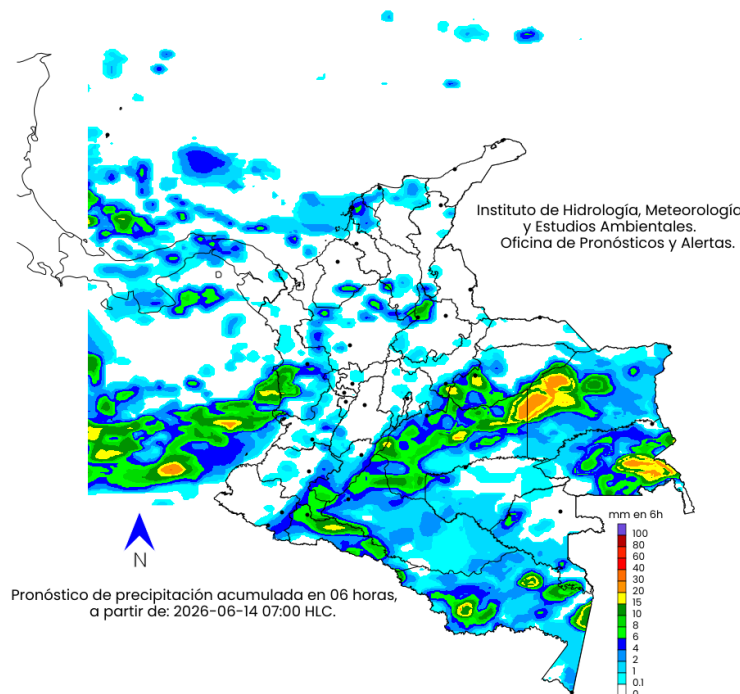 Instituto de Hidrología, Meteorología
y Estudios Ambientales.
Oficina de Pronósticos y Alertas.
mm en 6h
100
80
60
40
30
20
15
10
8
6
4
2
1
0.1
0
N
Pronóstico de precipitación acumulada en 06 horas,
a partir de: 2026-06-14 07:00 HLC.